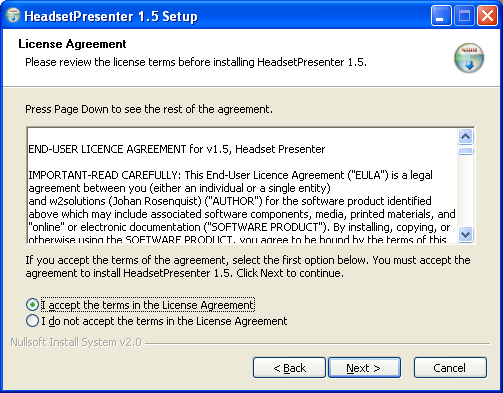 HeadsetPresenter 1.5 Setup
License Agreement
Please review the license terms before installing HeadsetPresenter 1.5.
Press Page Down to see the rest of the agreement.
END-USER LICENCE AGREEMENT for v1.5, Headset Presenter
IMPORTANT-READ CAREFULLY: This End-User Licence Agreement ("EULA") is a legal
agreement between you (either an individual or a single entity)
and w2solutions (Johan Rosenquist) ("AUTHOR") for the software product identified
above which may include associated software components, media, printed materials, and
"online" or electronic documentation ("SOFTWARE PRODUCT"). By installing, copying, or
otherwise using the SOFTWARE PRODUCT, you agree to be bound by the terms of this
If you accept the terms of the agreement, select the first option below. You must accept the
agreement to install HeadsetPresenter 1.5. Click Next to continue.
I accept the terms in the License Agreement
I do not accept the terms in the License Agreement
Nullsoft Install System v2.0
< Back
Next >
Cancel